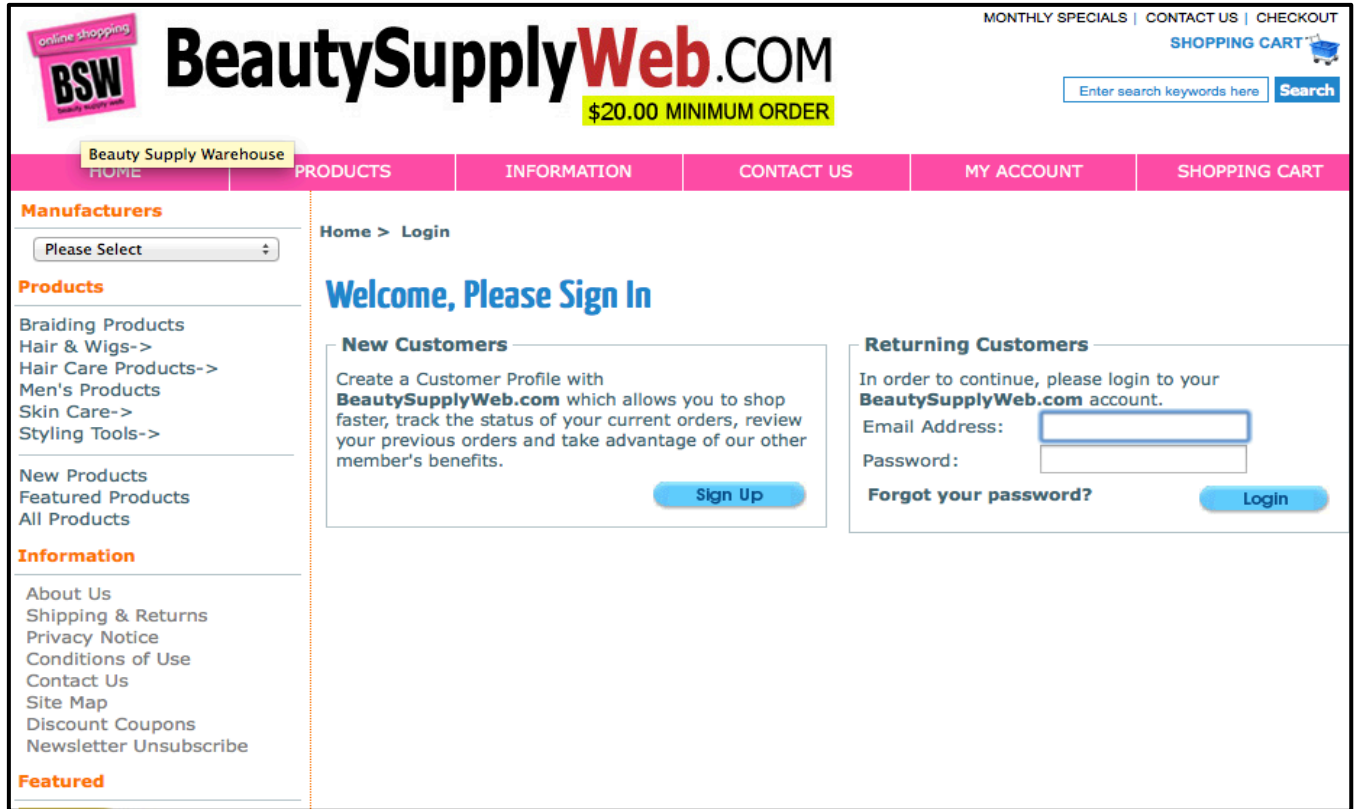 online shopping
BSW
beauty supply web
BeautySupplyWeb.COM
$20.00 MINIMUM ORDER
MONTHLY SPECIALS | CONTACT US | CHECKOUT
SHOPPING CART
Enter search keywords here Search
Beauty Supply Warehouse
HOME PRODUCTS INFORMATION CONTACT US MY ACCOUNT SHOPPING CART
Manufacturers
Please Select
Products
Braiding Products
Hair & Wigs->
Hair Care Products->
Men's Products
Skin Care->
Styling Tools->
New Products
Featured Products
All Products
Information
About Us
Shipping & Returns
Privacy Notice
Conditions of Use
Contact Us
Site Map
Discount Coupons
Newsletter Unsubscribe
Featured
Home > Login
Welcome, Please Sign In
New Customers
Create a Customer Profile with
BeautySupplyWeb.com which allows you to shop
faster, track the status of your current orders, review
your previous orders and take advantage of our other
member's benefits.
Sign Up
Returning Customers
In order to continue, please login to your
BeautySupplyWeb.com account.
Email Address:
Password:
Forgot your password? Login